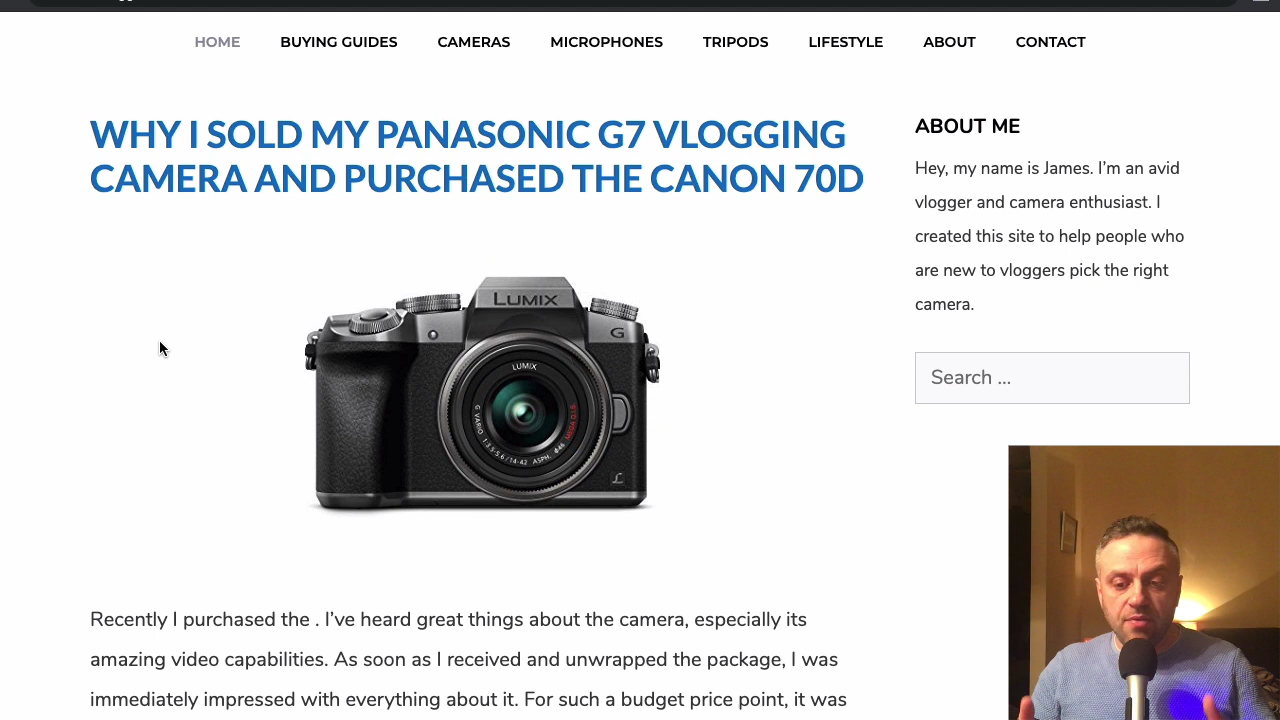 HOME BUYING GUIDES CAMERAS MICROPHONES TRIPODS LIFESTYLE ABOUT CONTACT
WHY I SOLD MY PANASONIC G7 VLOGGING
CAMERA AND PURCHASED THE CANON 70D
LUMIX
G
LUMIX
G VARIO 1:3.5-5.6/14-42 ASPH. Ø46 MEGA O.I.S.
L
Recently I purchased the . I’ve heard great things about the camera, especially its
amazing video capabilities. As soon as I received and unwrapped the package, I was
immediately impressed with everything about it. For such a budget price point, it was
ABOUT ME
Hey, my name is James. I’m an avid
vlogger and camera enthusiast. I
created this site to help people who
are new to vloggers pick the right
camera.
Search ...